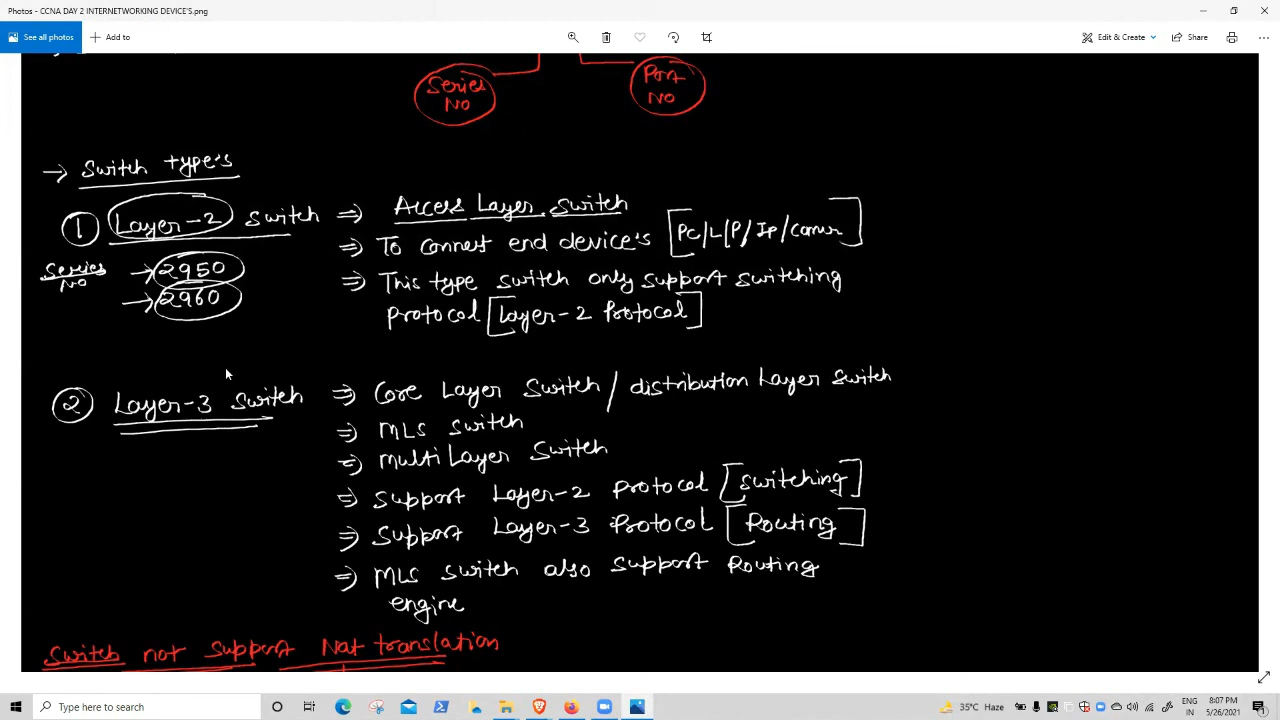 Photos - CCNA DAY 2 INTERNETWORKING DEVICE'S.png
See all photos
Add to
Edit & Create
Share
Print
Series No
Port No
→ Switch type's
① Layer-2 Switch ⇒ Access Layer Switch
⇒ To Connect end device's [PC/L/P/IP/Camer]
Series No → 2950
→ 2960
⇒ This type switch only support switching
Protocol [Layer-2 Protocol]
② Layer-3 Switch ⇒ Core Layer Switch / distribution Layer switch
⇒ MLS Switch
⇒ Multi Layer Switch
⇒ Support Layer-2 Protocol [Switching]
⇒ Support Layer-3 Protocol [Routing]
⇒ MLS switch also support Routing
engine
Switch not support Nat translation
Type here to search
35°C Haze
ENG
IN
8:07 PM
5/26/2021